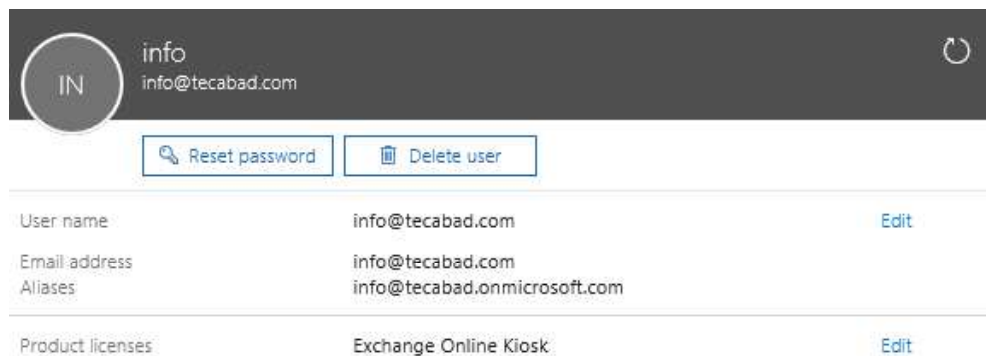 IN
info
info@tecabad.com
Reset password
Delete user
User name info@tecabad.com Edit
Email address info@tecabad.com
Aliases info@tecabad.onmicrosoft.com
Product licenses Exchange Online Kiosk Edit